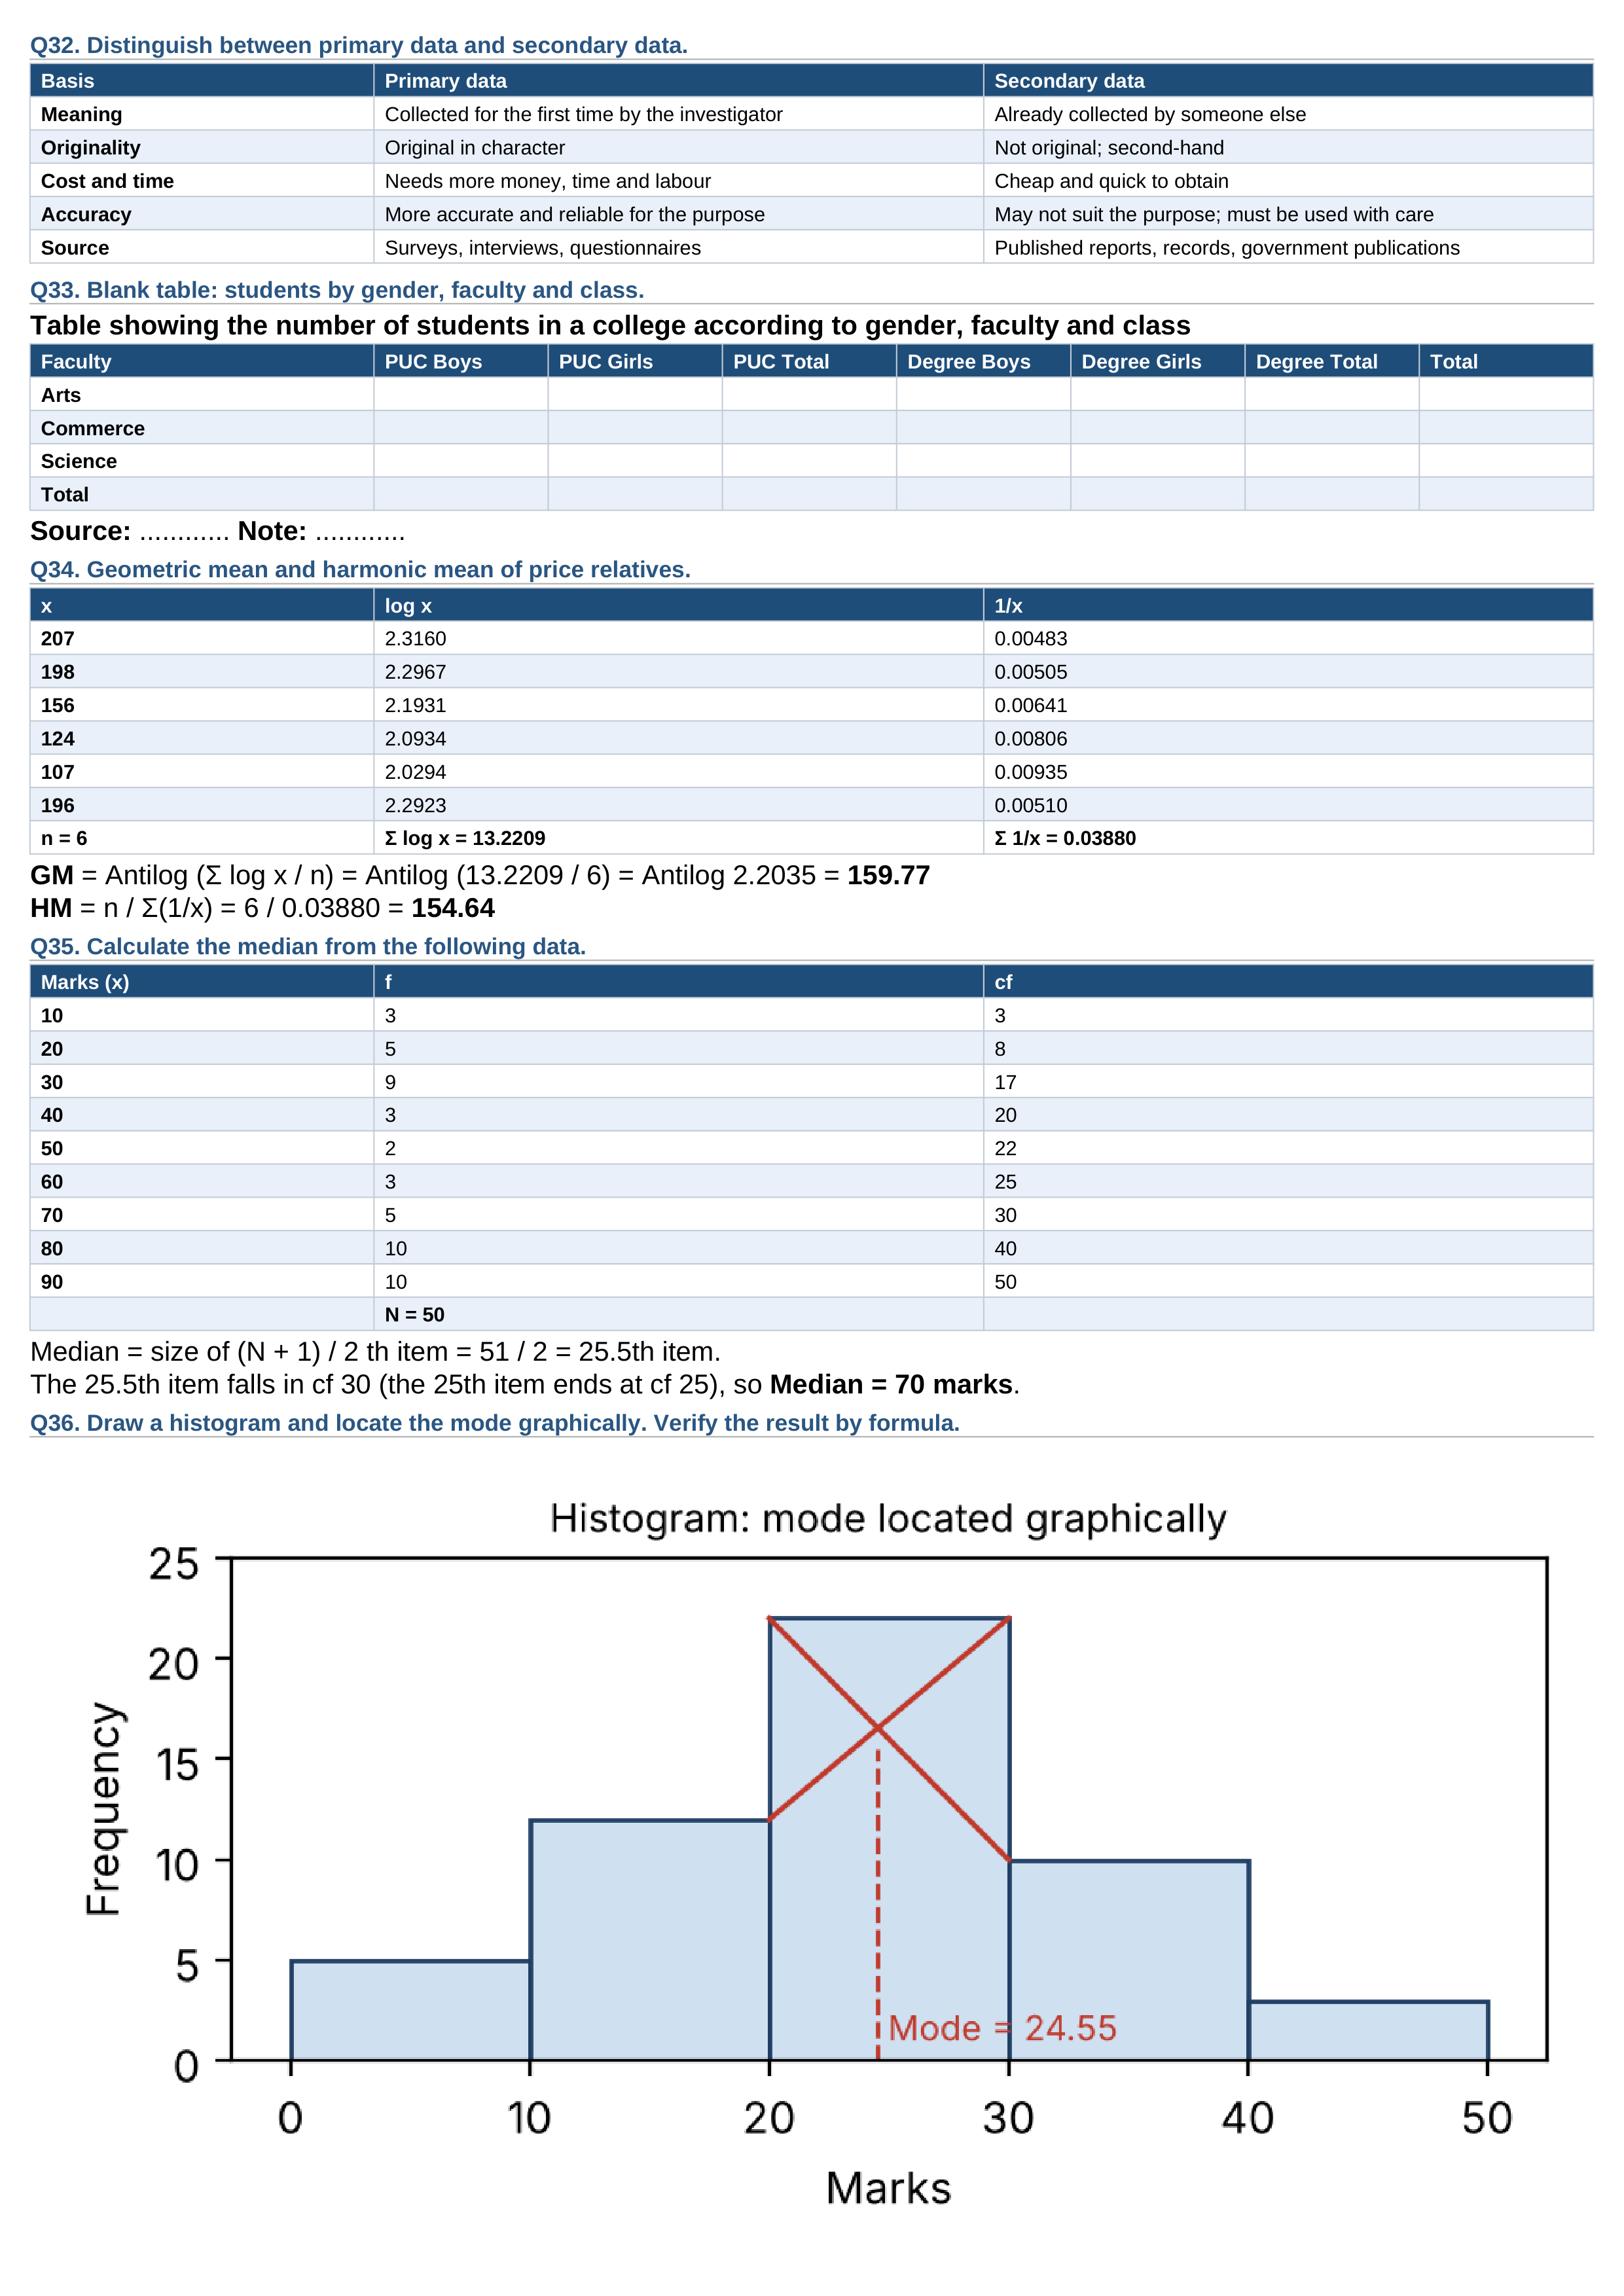 Q32. Distinguish between primary data and secondary data.
Basis Primary data Secondary data
Meaning Collected for the first time by the investigator Already collected by someone else
Originality Original in character Not original; second-hand
Cost and time Needs more money, time and labour Cheap and quick to obtain
Accuracy More accurate and reliable for the purpose May not suit the purpose; must be used with care
Source Surveys, interviews, questionnaires Published reports, records, government publications
Q33. Blank table: students by gender, faculty and class.
Table showing the number of students in a college according to gender, faculty and class
Faculty PUC Boys PUC Girls PUC Total Degree Boys Degree Girls Degree Total Total
Arts
Commerce
Science
Total
Source: ............ Note: ............
Q34. Geometric mean and harmonic mean of price relatives.
x log x 1/x
207 2.3160 0.00483
198 2.2967 0.00505
156 2.1931 0.00641
124 2.0934 0.00806
107 2.0294 0.00935
196 2.2923 0.00510
n = 6 Σ log x = 13.2209 Σ 1/x = 0.03880
GM = Antilog (Σ log x / n) = Antilog (13.2209 / 6) = Antilog 2.2035 = 159.77
HM = n / Σ(1/x) = 6 / 0.03880 = 154.64
Q35. Calculate the median from the following data.
Marks (x) f cf
10 3 3
20 5 8
30 9 17
40 3 20
50 2 22
60 3 25
70 5 30
80 10 40
90 10 50
N = 50
Median = size of (N + 1) / 2 th item = 51 / 2 = 25.5th item.
The 25.5th item falls in cf 30 (the 25th item ends at cf 25), so Median = 70 marks.
Q36. Draw a histogram and locate the mode graphically. Verify the result by formula.
Histogram: mode located graphically
25
20
15
10
5
0
Frequency
Mode = 24.55
0 10 20 30 40 50
Marks